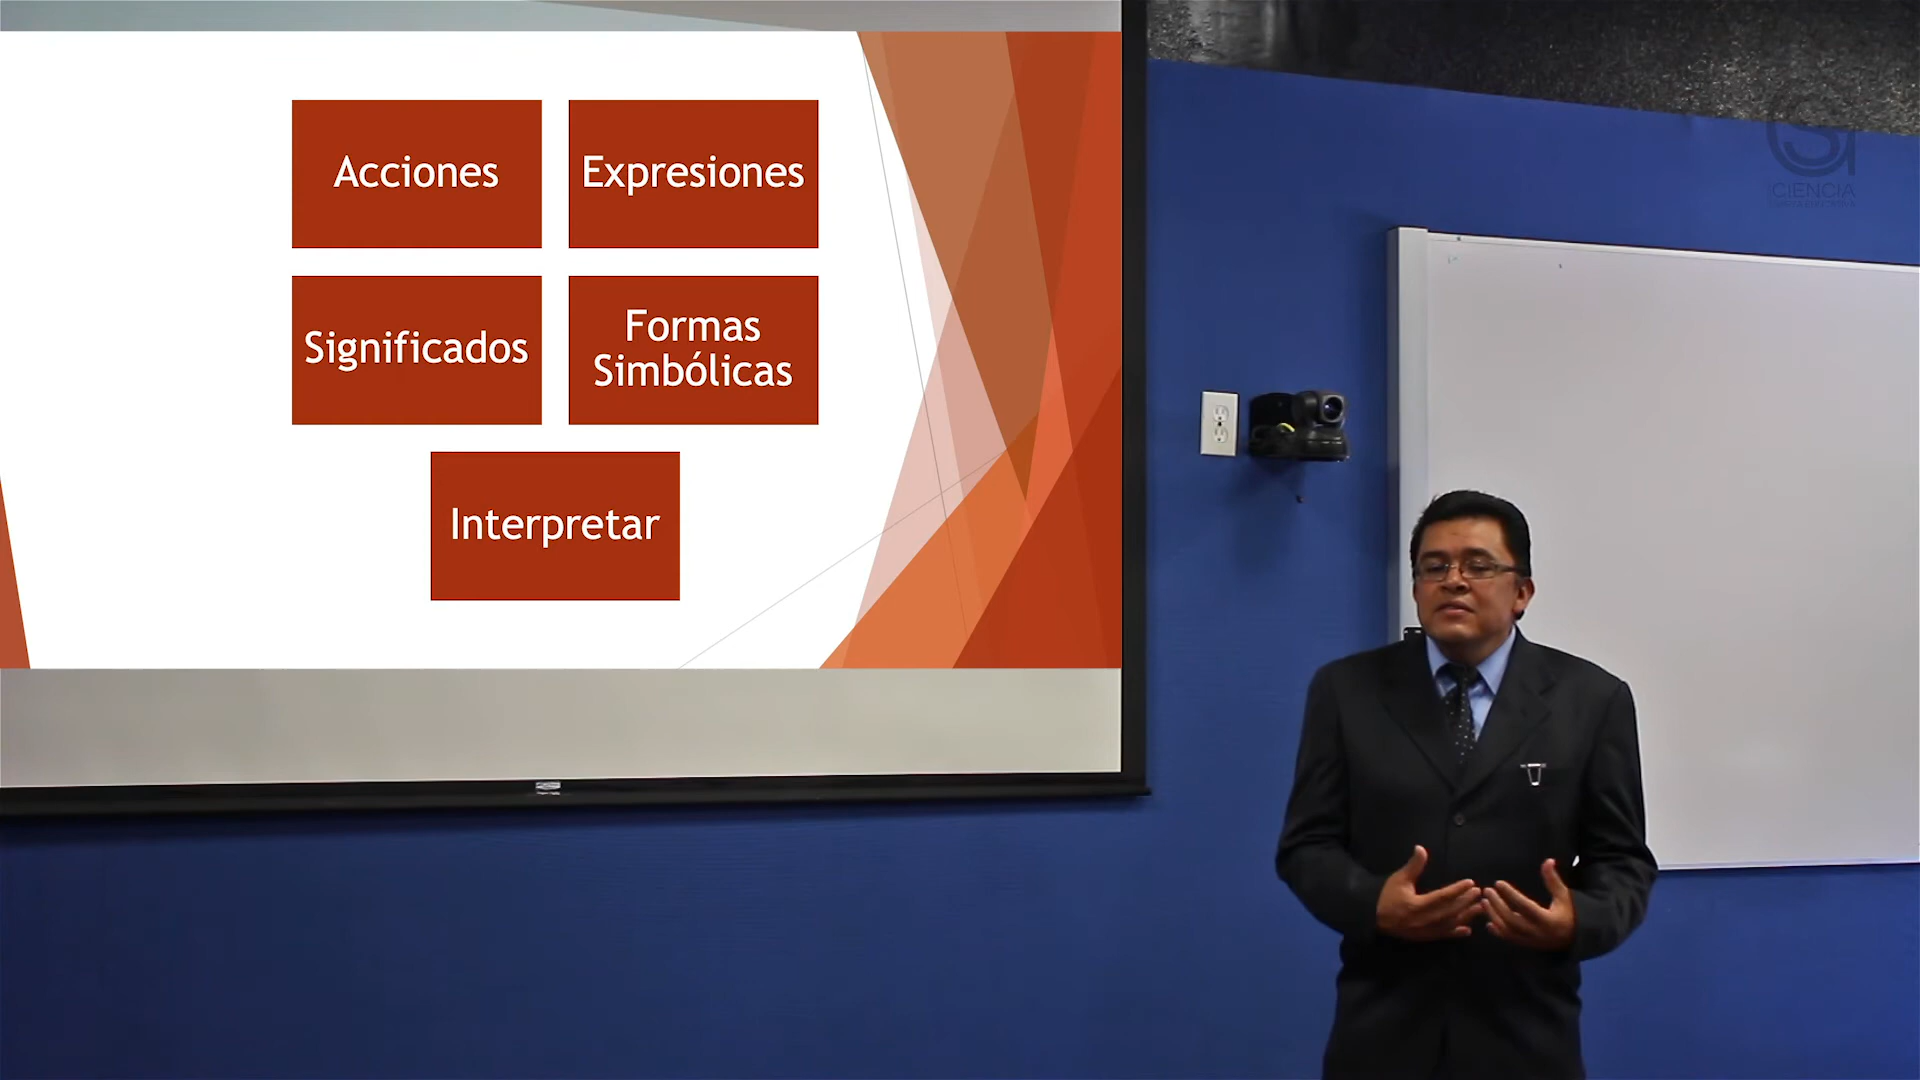 Acciones
Expresiones
Significados
Formas
Simbólicas
Interpretar
CIENCIA